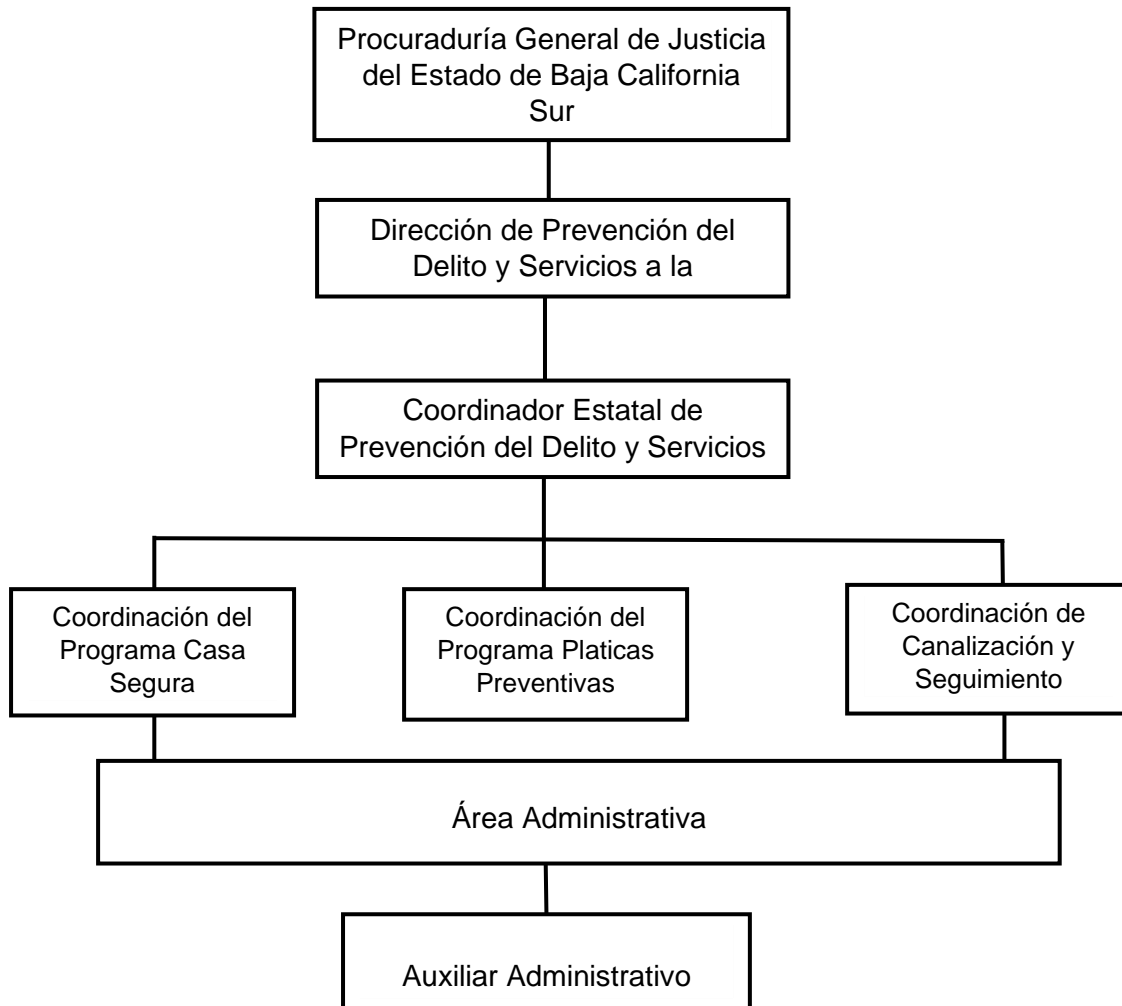 Procuraduría General de Justicia
del Estado de Baja California
Sur
Dirección de Prevención del
Delito y Servicios a la
Coordinador Estatal de
Prevención del Delito y Servicios
Coordinación del
Programa Casa
Segura
Coordinación del
Programa Platicas
Preventivas
Coordinación de
Canalización y
Seguimiento
Área Administrativa
Auxiliar Administrativo